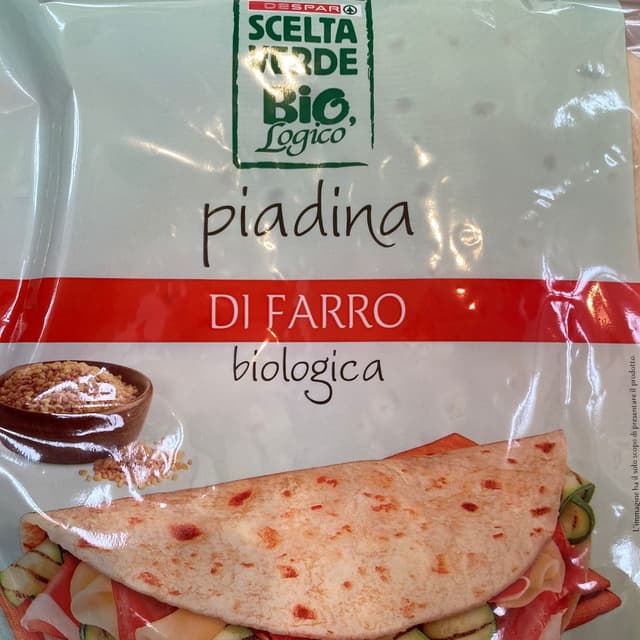 DESPAR
SCELTA
VERDE
BiO,
Logico
piadina
DI FARRO
biologica
L'immagine ha il solo scopo di presentare il prodotto.